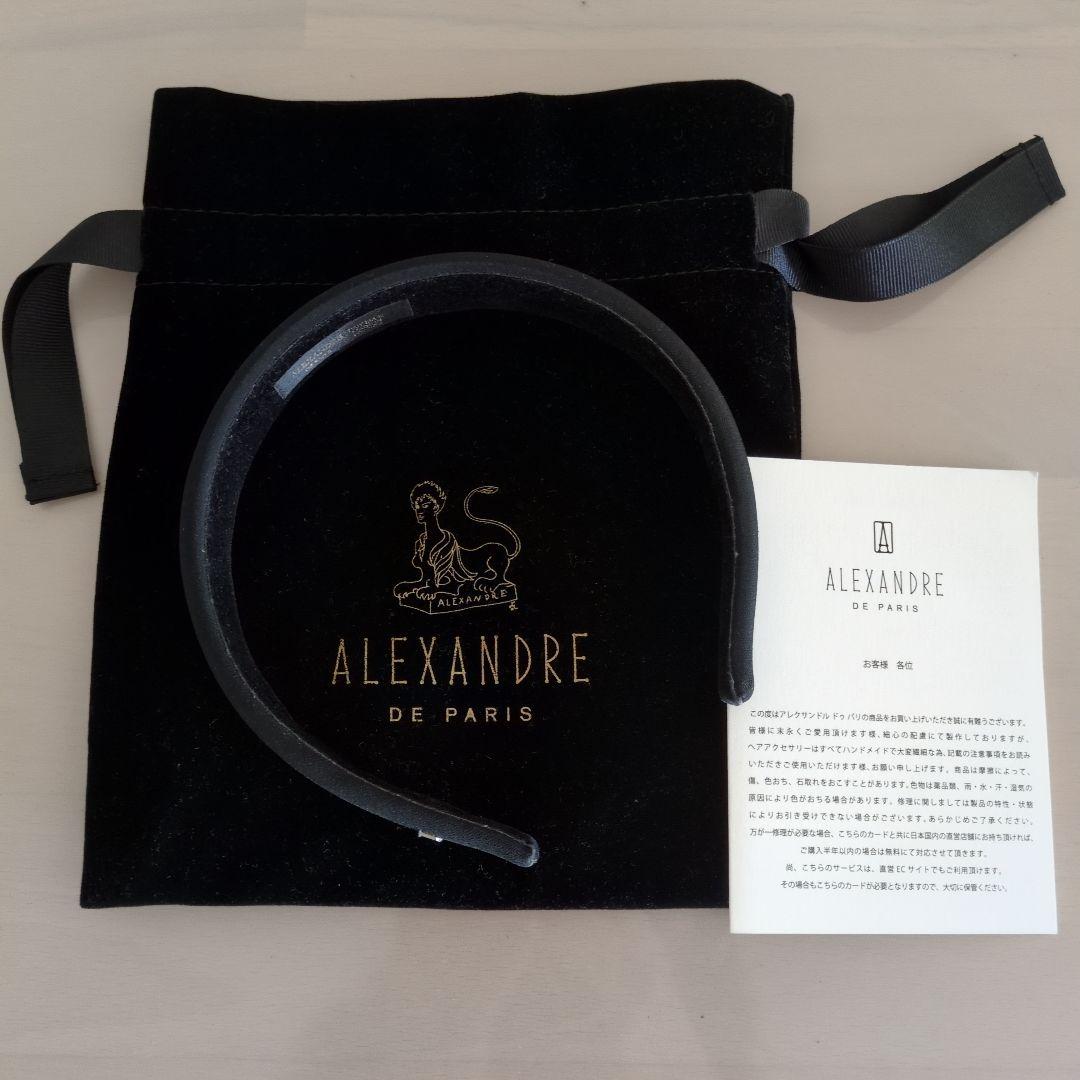 ALEXANDRE
ALEXANDRE
DE PARIS
A
ALEXANDRE
DE PARIS
お客様 各位
この度はアレクサンドル ドゥ パリの商品をお買い上げいただき誠に有難うございます。
皆様に末永くご愛用頂けます様、細心の配慮にて製作しておりますが、
ヘアアクセサリーはすべてハンドメイドで大変繊細な為、記載の注意事項をお読み
いただきご使用いただけます様、お願い申し上げます。商品は摩擦によって、
傷、色おち、石取れをおこすことがあります。色物は薬品類、雨・水・汗・湿気の
原因により色がおちる場合があります。修理に関しましては製品の特性・状態
によりお引き受けできない場合がございます。あらかじめご了承ください。
万が一修理が必要な場合、こちらのカードと共に日本国内の直営店舗にお持ち頂ければ、
ご購入半年以内の場合は無料にて対応させて頂きます。
尚、こちらのサービスは、直営 EC サイトでもご利用頂けます。
その場合もこちらのカードが必要となりますので、大切に保管ください。